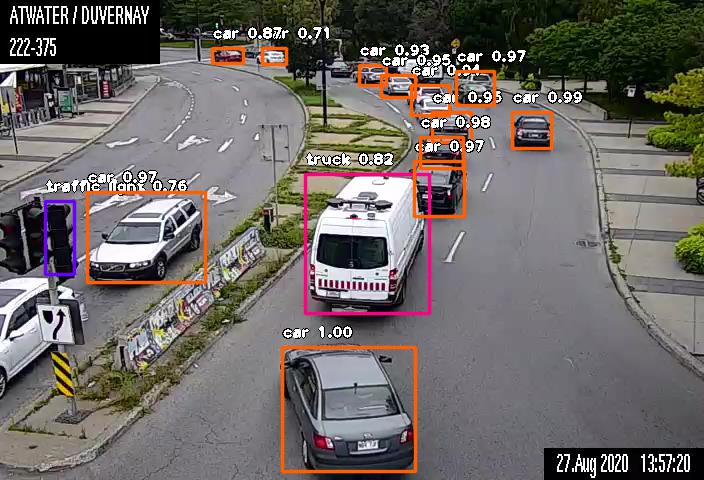 ATWATER / DUVERNAY
222-375
car 0.87
r 0.71
car 0.93
car 0.95
car 0.94
car 0.97
car 0.95
car 0.99
car 0.98
car 0.97
truck 0.82
car 0.97
traffic light 0.76
car 1.00
27.Aug 2020 13:57:20